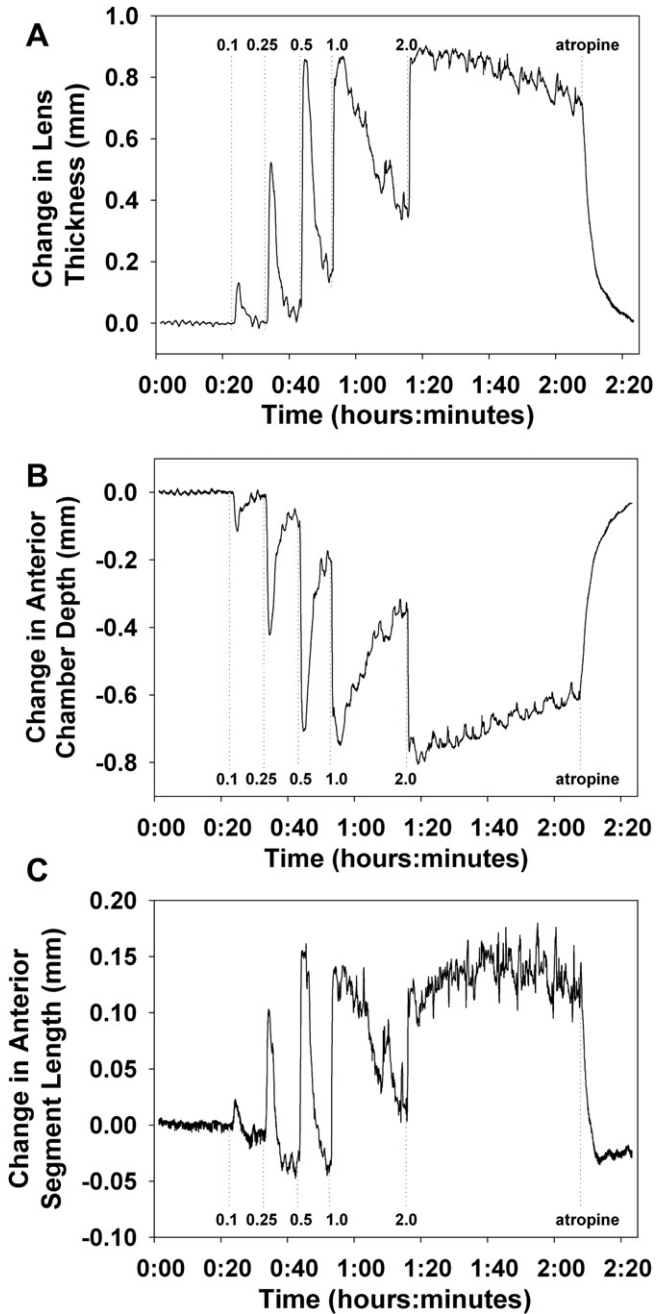 A
0.1 0.25 0.5 1.0 2.0 atropine
1.0
0.8
0.6
0.4
0.2
0.0
Change in Lens
Thickness (mm)
0:00 0:20 0:40 1:00 1:20 1:40 2:00 2:20
Time (hours:minutes)
B
0.0
-0.2
-0.4
-0.6
-0.8
Change in Anterior
Chamber Depth (mm)
0.1 0.25 0.5 1.0 2.0 atropine
0:00 0:20 0:40 1:00 1:20 1:40 2:00 2:20
Time (hours:minutes)
C
0.20
0.15
0.10
0.05
0.00
-0.05
-0.10
Change in Anterior
Segment Length (mm)
0.1 0.25 0.5 1.0 2.0 atropine
0:00 0:20 0:40 1:00 1:20 1:40 2:00 2:20
Time (hours:minutes)